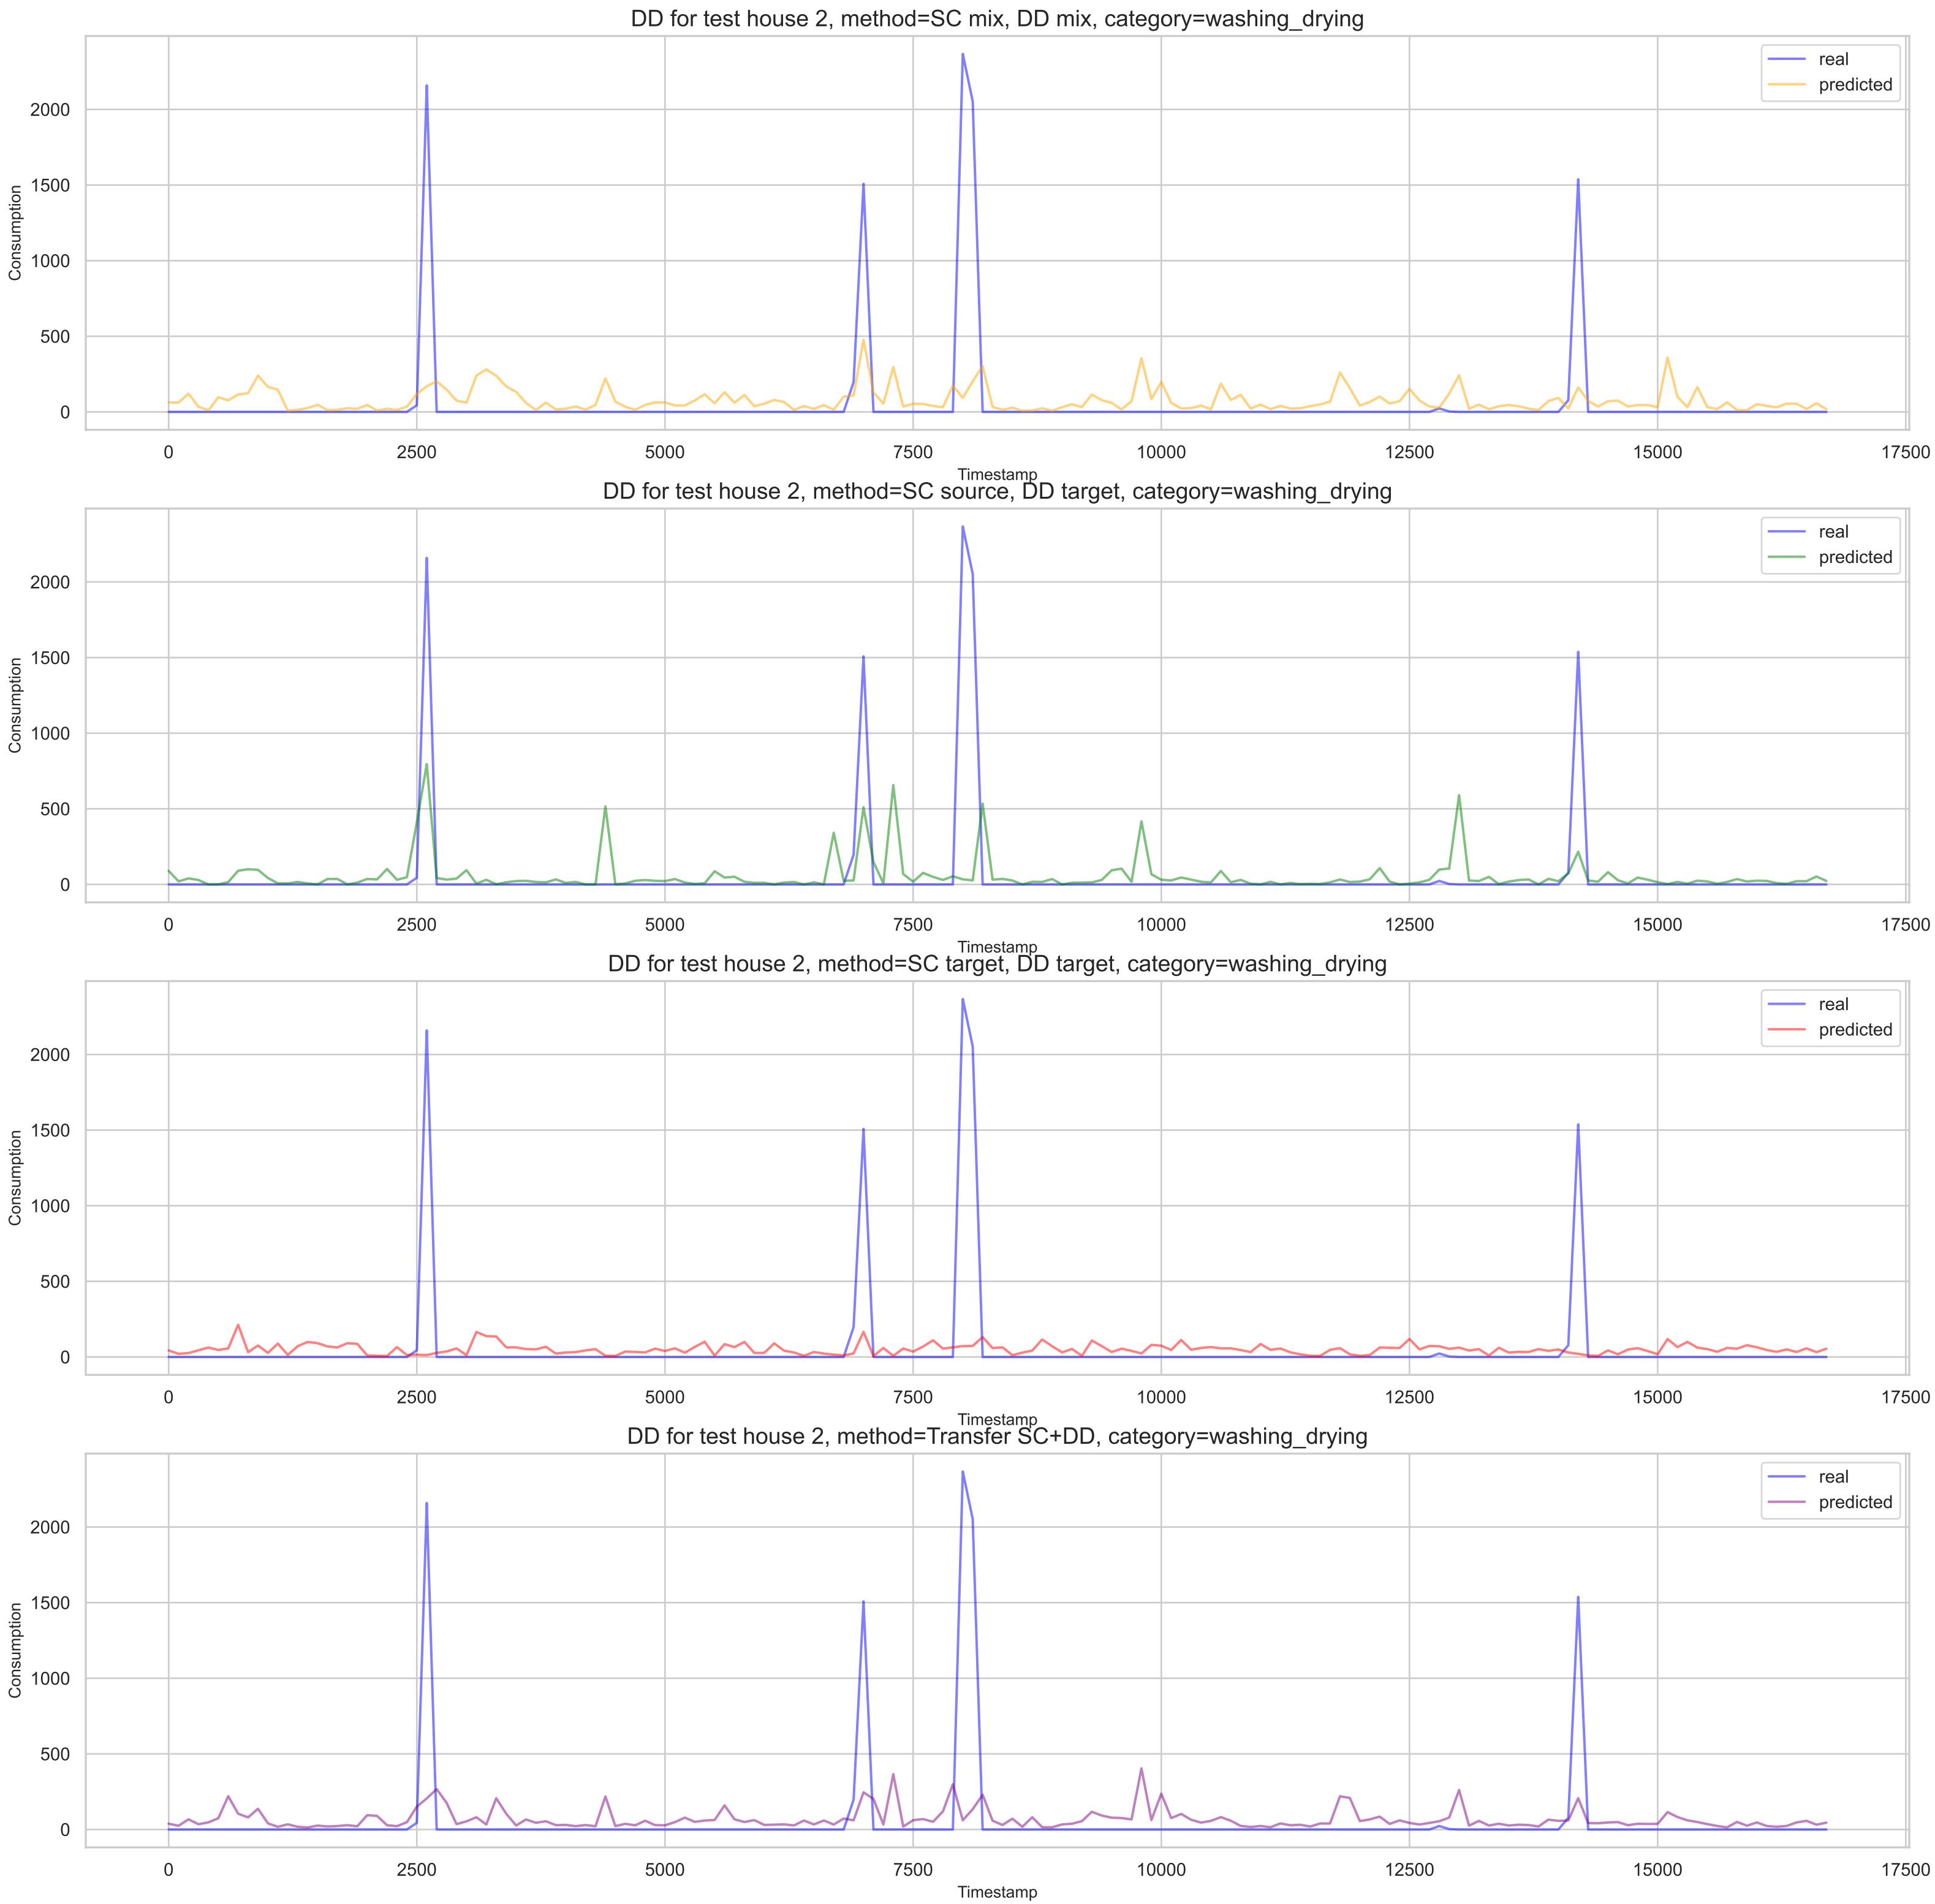 DD for test house 2, method=SC mix, DD mix, category=washing_drying
real
predicted
Consumption
2000
1500
1000
500
0
0 2500 5000 7500 10000 12500 15000 17500
Timestamp
DD for test house 2, method=SC source, DD target, category=washing_drying
real
predicted
Consumption
2000
1500
1000
500
0
0 2500 5000 7500 10000 12500 15000 17500
Timestamp
DD for test house 2, method=SC target, DD target, category=washing_drying
real
predicted
Consumption
2000
1500
1000
500
0
0 2500 5000 7500 10000 12500 15000 17500
Timestamp
DD for test house 2, method=Transfer SC+DD, category=washing_drying
real
predicted
Consumption
2000
1500
1000
500
0
0 2500 5000 7500 10000 12500 15000 17500
Timestamp